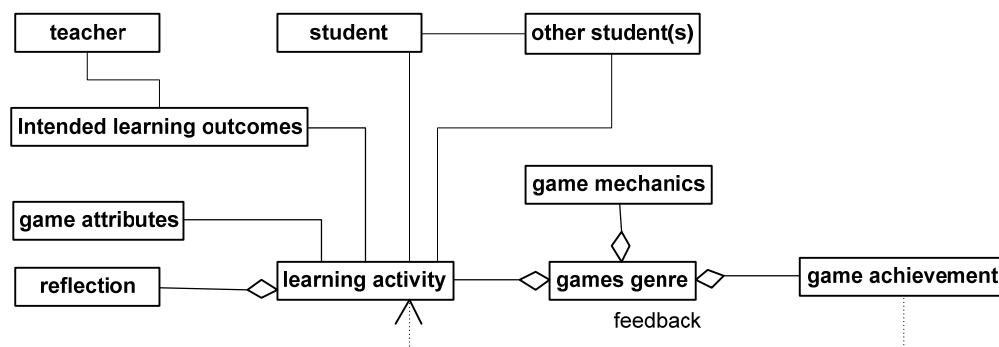 teacher
student
other student(s)
Intended learning outcomes
game mechanics
game attributes
reflection
learning activity
games genre
game achievement
feedback